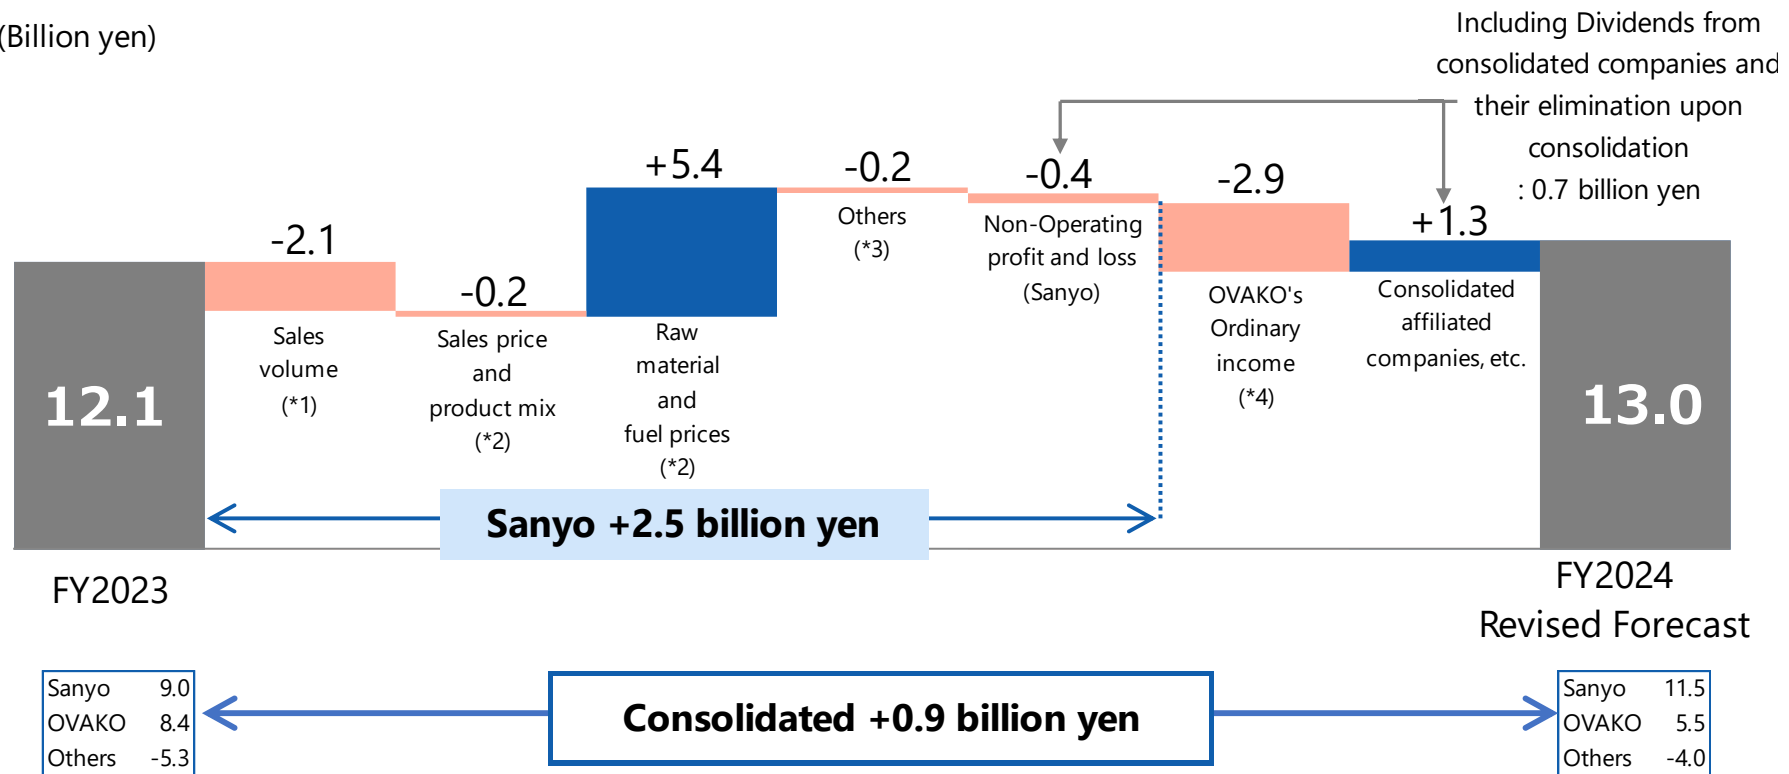 (Billion yen)
Including Dividends from
consolidated companies and
their elimination upon
consolidation
: 0.7 billion yen
-2.1
-0.2
+5.4
-0.2
-0.4
-2.9
+1.3
12.1
Sales
volume
(*1)
Sales price
and
product mix
(*2)
Raw
material
and
fuel prices
(*2)
Others
(*3)
Non-Operating
profit and loss
(Sanyo)
OVAKO's
Ordinary
income
(*4)
Consolidated
affiliated
companies, etc.
13.0
Sanyo +2.5 billion yen
FY2023
FY2024
Revised Forecast
Sanyo 9.0
OVAKO 8.4
Others -5.3
Consolidated +0.9 billion yen
Sanyo 11.5
OVAKO 5.5
Others -4.0